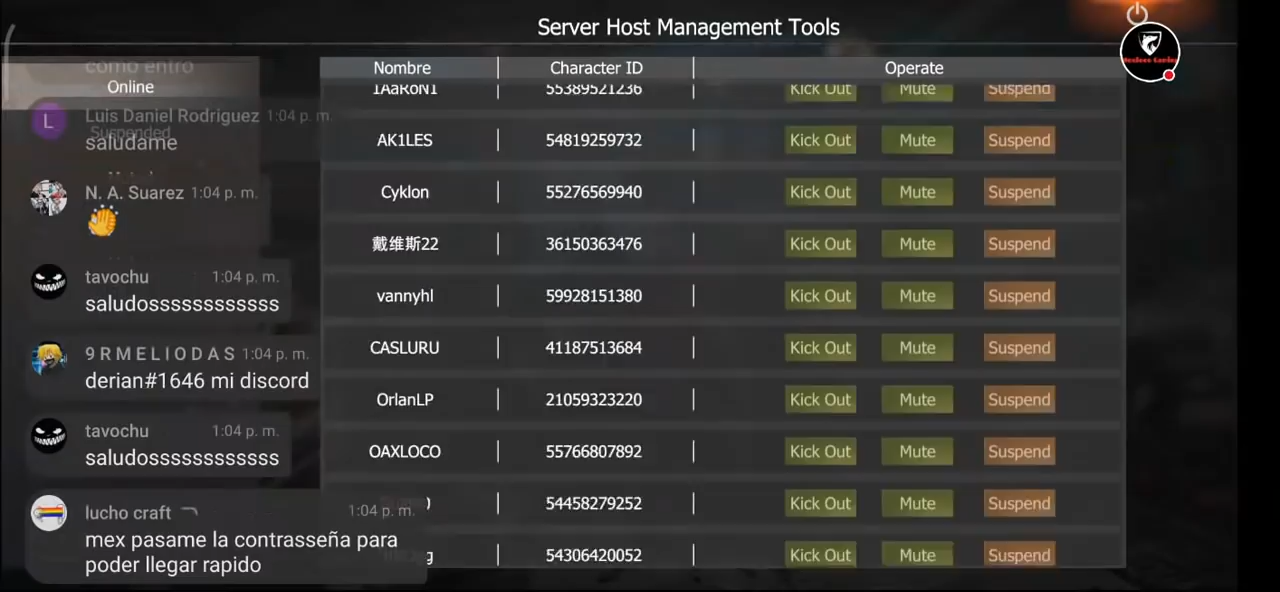 Server Host Management Tools
Nombre Character ID Operate
como entro
Online
1AaRoN1 55389521236 Kick Out Mute Suspend
Luis Daniel Rodriguez 1:04 p. m.
Suspended
saludame
AK1LES 54819259732 Kick Out Mute Suspend
N. A. Suarez 1:04 p. m.
👏
Cyklon 55276569940 Kick Out Mute Suspend
戴维斯22 36150363476 Kick Out Mute Suspend
tavochu 1:04 p. m.
saludossssssssssss
vannyhl 59928151380 Kick Out Mute Suspend
9 R M E L I O D A S 1:04 p. m.
derian#1646 mi discord
CASLURU 41187513684 Kick Out Mute Suspend
OrlanLP 21059323220 Kick Out Mute Suspend
tavochu 1:04 p. m.
saludossssssssssss
OAXLOCO 55766807892 Kick Out Mute Suspend
54458279252 Kick Out Mute Suspend
lucho craft 1:04 p. m.
mex pasame la contrasseña para
poder llegar rapido
54306420052 Kick Out Mute Suspend